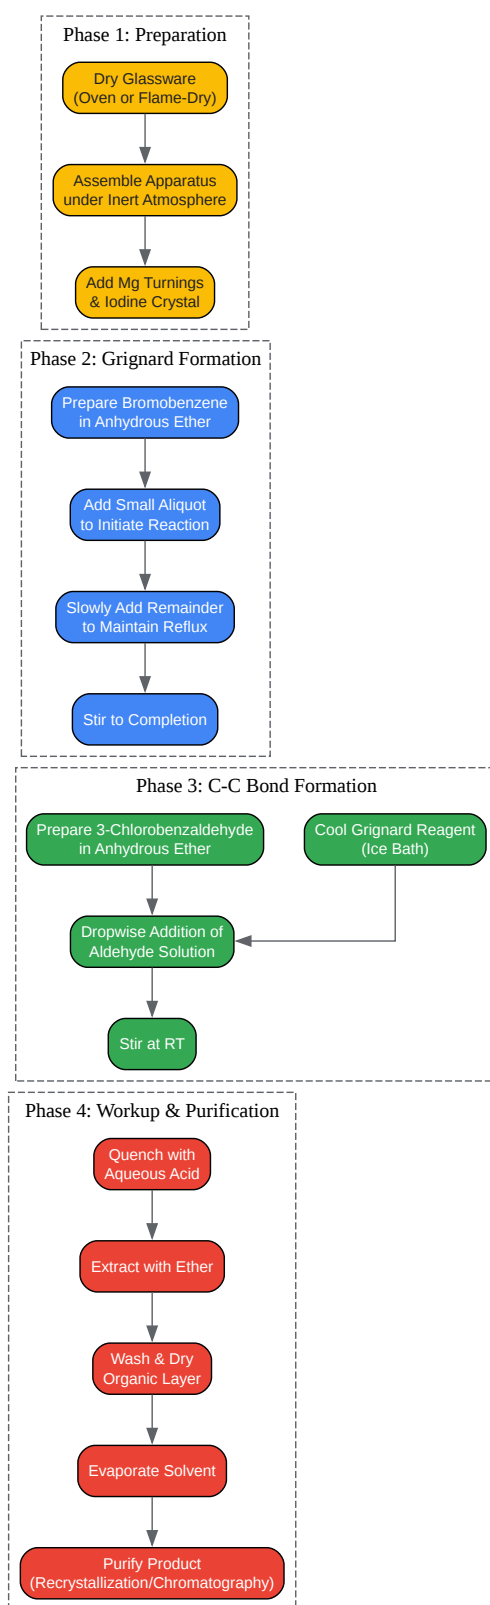 Phase 1: Preparation
Dry Glassware
(Oven or Flame-Dry)
Assemble Apparatus
under Inert Atmosphere
Add Mg Turnings
& Iodine Crystal
Phase 2: Grignard Formation
Prepare Bromobenzene
in Anhydrous Ether
Add Small Aliquot
to Initiate Reaction
Slowly Add Remainder
to Maintain Reflux
Stir to Completion
Phase 3: C-C Bond Formation
Prepare 3-Chlorobenzaldehyde
in Anhydrous Ether
Cool Grignard Reagent
(Ice Bath)
Dropwise Addition of
Aldehyde Solution
Stir at RT
Phase 4: Workup & Purification
Quench with
Aqueous Acid
Extract with Ether
Wash & Dry
Organic Layer
Evaporate Solvent
Purify Product
(Recrystallization/Chromatography)